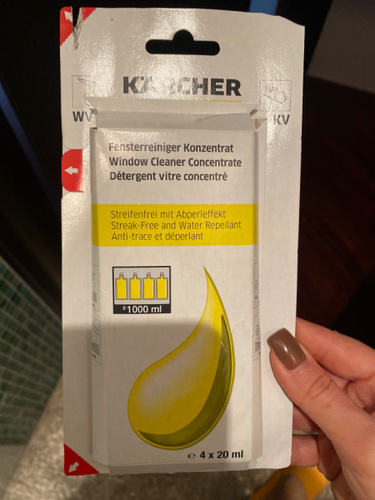 KÄRCHER
WV
KV
Fensterreiniger Konzentrat
Window Cleaner Concentrate
Détergent vitre concentré
Streifenfrei mit Abperleffekt
Streak-Free and Water Repellant
Anti-trace et déperlant
1000 ml
℮ 4 x 20 ml